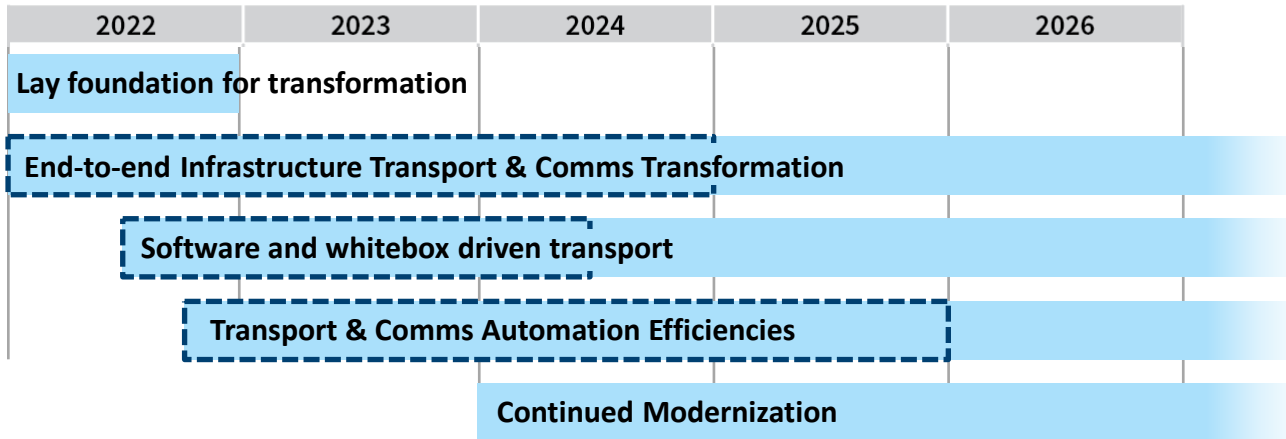 2022 2023 2024 2025 2026
Lay foundation for transformation
End-to-end Infrastructure Transport & Comms Transformation
Software and whitebox driven transport
Transport & Comms Automation Efficiencies
Continued Modernization